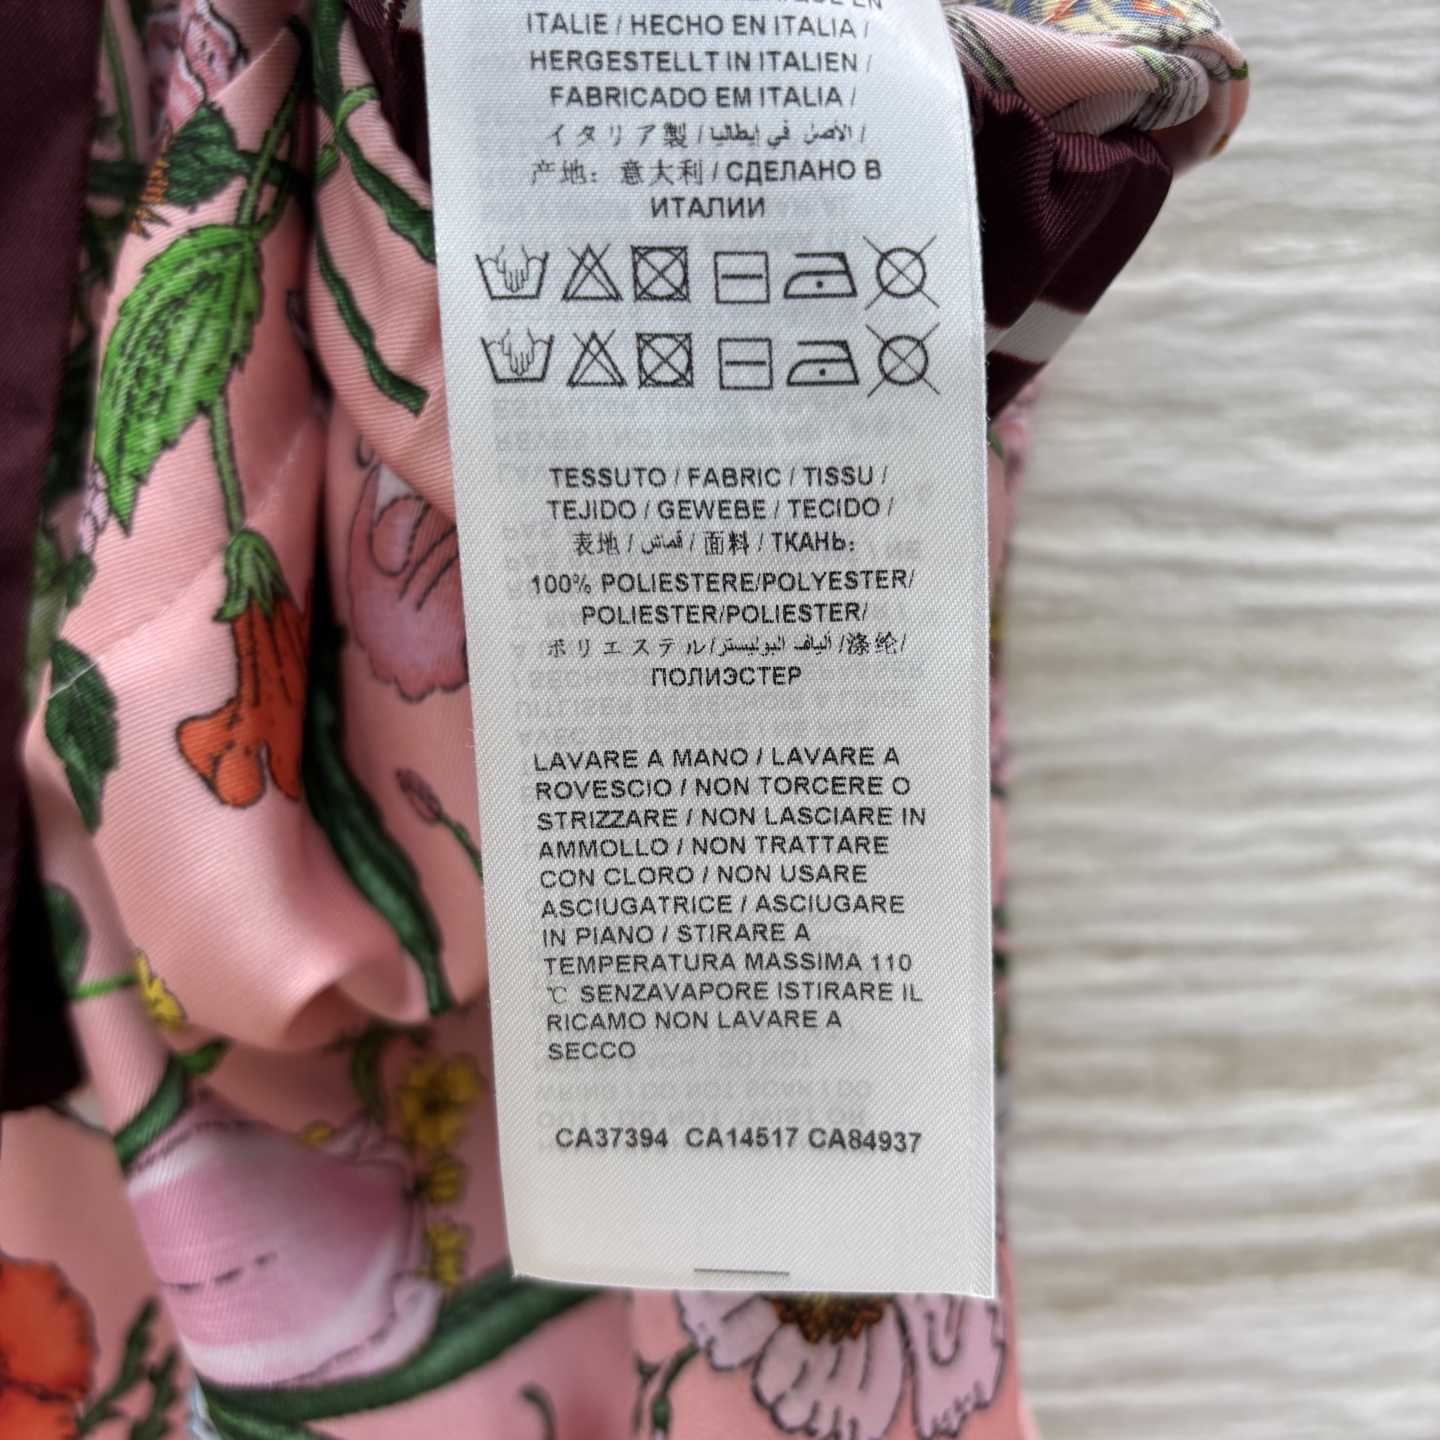 ITALIE / HECHO EN ITALIA /
HERGESTELLT IN ITALIEN /
FABRICADO EM ITALIA /
イタリア製 / الأصل في إيطاليا /
产地：意大利 / СДЕЛАНО В
ИТАЛИИ
TESSUTO / FABRIC / TISSU /
TEJIDO / GEWEBE / TECIDO /
表地 / قماش / 面料 / ТКАНЬ:
100% POLIESTERE/POLYESTER/
POLIESTER/POLIESTER/
ポリエステル/الياف البوليستر/涤纶/
ПОЛИЭСТЕР
LAVARE A MANO / LAVARE A
ROVESCIO / NON TORCERE O
STRIZZARE / NON LASCIARE IN
AMMOLLO / NON TRATTARE
CON CLORO / NON USARE
ASCIUGATRICE / ASCIUGARE
IN PIANO / STIRARE A
TEMPERATURA MASSIMA 110
℃ SENZAVAPORE ISTIRARE IL
RICAMO NON LAVARE A
SECCO
CA37394 CA14517 CA84937